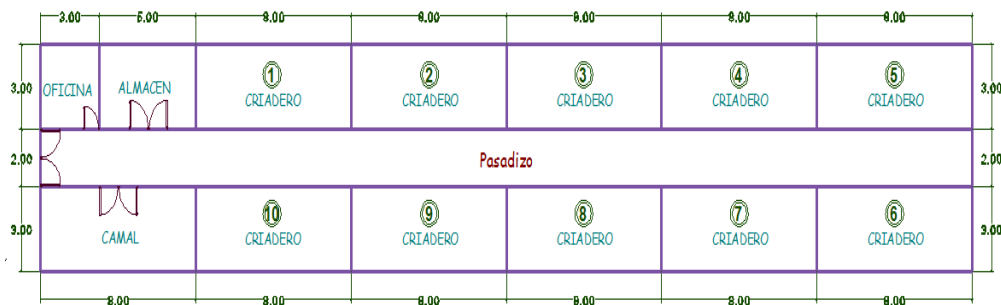 3.00 5.00 8.00 8.00 8.00 8.00 8.00
3.00 OFICINA ALMACEN 1 CRIADERO 2 CRIADERO 3 CRIADERO 4 CRIADERO 5 CRIADERO 3.00
2.00 Pasadizo 2.00
3.00 CAMAL 10 CRIADERO 9 CRIADERO 8 CRIADERO 7 CRIADERO 6 CRIADERO 3.00
8.00 8.00 8.00 8.00 8.00 8.00